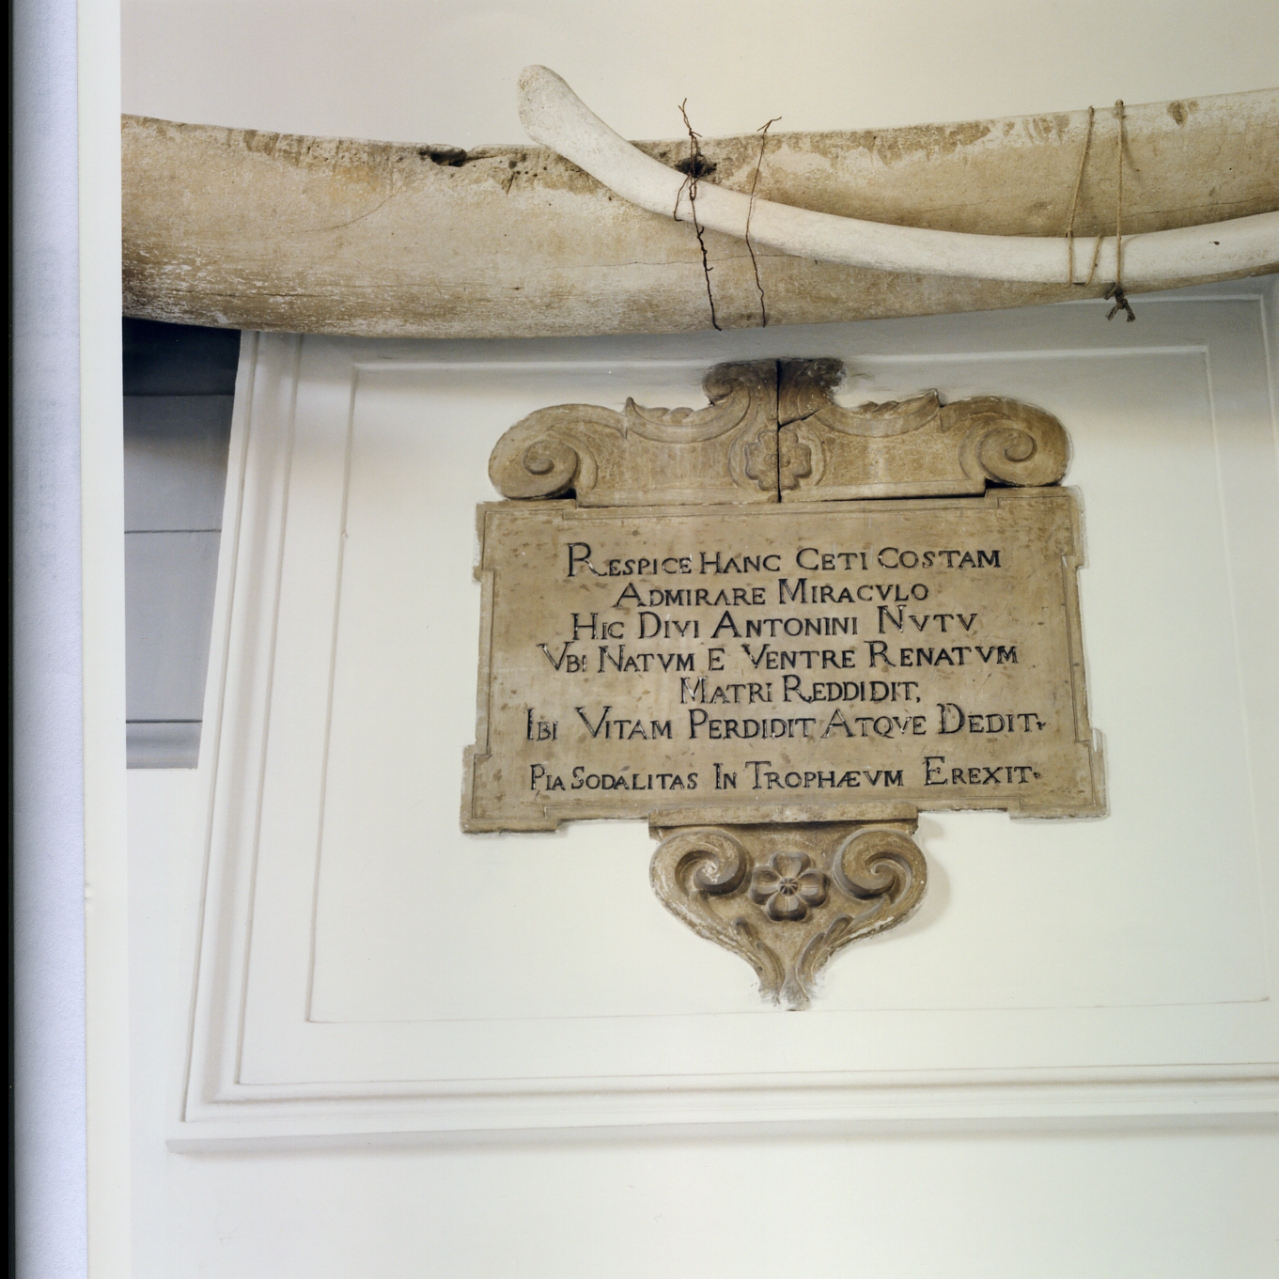 RESPICE HANC CETI COSTAM
ADMIRARE MIRACVLO
HIC DIVI ANTONINI NVTV
VBI NATVM E VENTRE RENATVM
MATRI REDDIDIT,
IBI VITAM PERDIDIT ATQVE DEDIT.
PIA SODALITAS IN TROPHÆVM EREXIT.